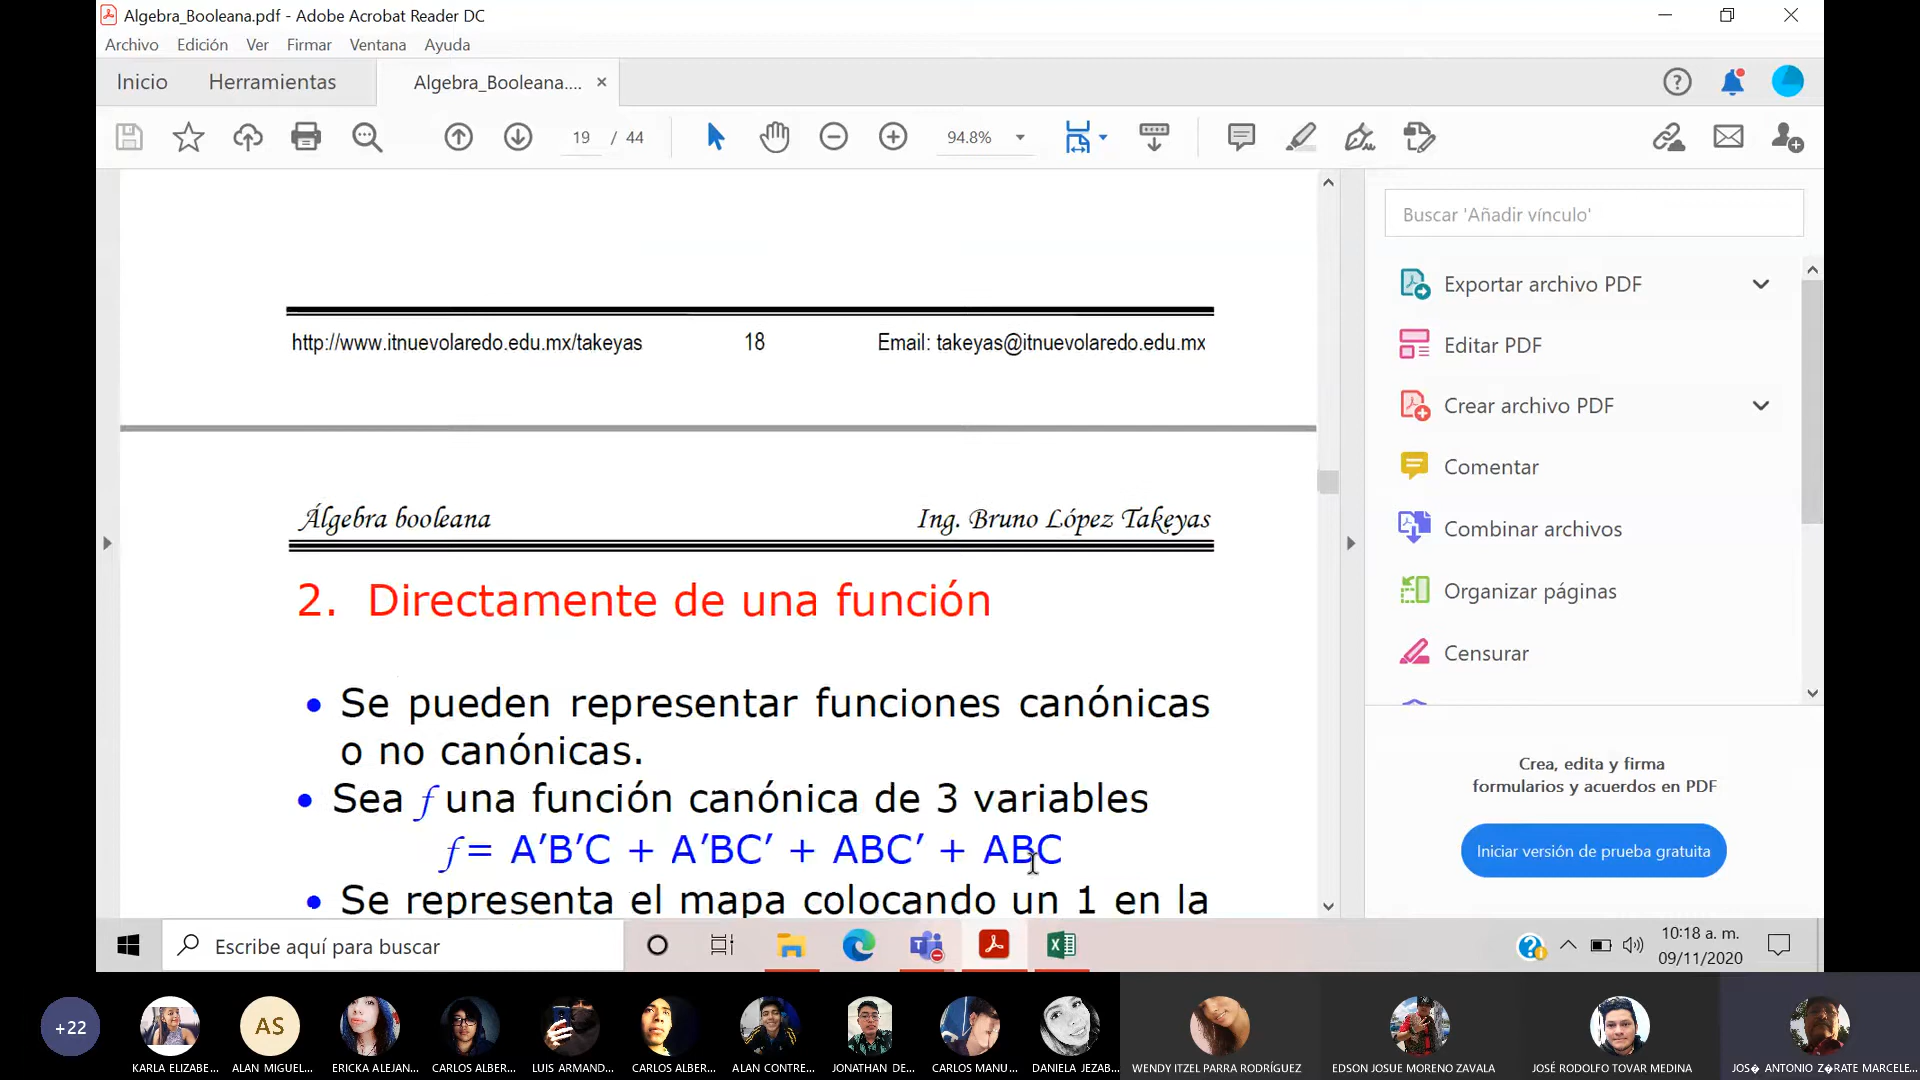 Algebra_Booleana.pdf - Adobe Acrobat Reader DC
Archivo Edición Ver Firmar Ventana Ayuda
Inicio Herramientas Algebra_Booleana.... ×
19 / 44 94.8%
http://www.itnuevolaredo.edu.mx/takeyas 18 Email: takeyas@itnuevolaredo.edu.mx
Álgebra booleana Ing. Bruno López Takeyas
2. Directamente de una función
• Se pueden representar funciones canónicas
o no canónicas.
• Sea f una función canónica de 3 variables
f = A’B’C + A’BC’ + ABC’ + ABC
• Se representa el mapa colocando un 1 en la
Buscar 'Añadir vínculo'
Exportar archivo PDF
Editar PDF
Crear archivo PDF
Comentar
Combinar archivos
Organizar páginas
Censurar
Crea, edita y firma
formularios y acuerdos en PDF
Iniciar versión de prueba gratuita
Escribe aquí para buscar
10:18 a. m.
09/11/2020
+22
AS
KARLA ELIZABE... ALAN MIGUEL... ERICKA ALEJAN... CARLOS ALBER... LUIS ARMAND... CARLOS ALBER... ALAN CONTRE... JONATHAN DE... CARLOS MANU... DANIELA JEZAB... WENDY ITZEL PARRA RODRÍGUEZ EDSON JOSUE MORENO ZAVALA JOSÉ RODOLFO TOVAR MEDINA JOS� ANTONIO Z�RATE MARCELE...